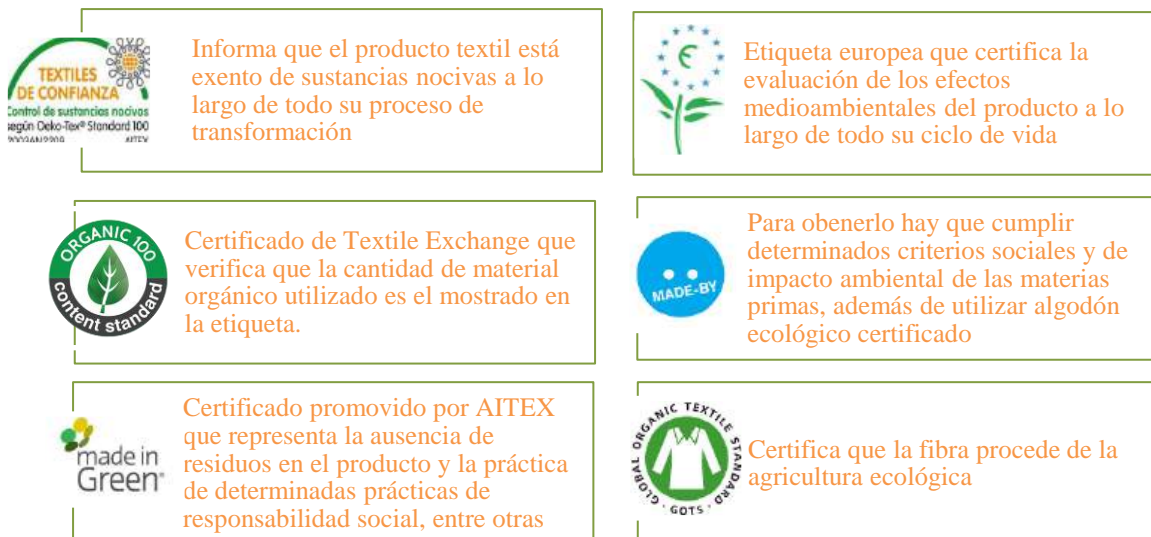 TEXTILES
DE CONFIANZA
Control de sustancias nocivas
según Oeko-Tex® Standard 100
AITEX
Informa que el producto textil está
exento de sustancias nocivas a lo
largo de todo su proceso de
transformación
Etiqueta europea que certifica la
evaluación de los efectos
medioambientales del producto a lo
largo de todo su ciclo de vida
ORGANIC 100
content standard
Certificado de Textile Exchange que
verifica que la cantidad de material
orgánico utilizado es el mostrado en
la etiqueta.
MADE-BY
Para obenerlo hay que cumplir
determinados criterios sociales y de
impacto ambiental de las materias
primas, además de utilizar algodón
ecológico certificado
made in
Green®
Certificado promovido por AITEX
que representa la ausencia de
residuos en el producto y la práctica
de determinadas prácticas de
responsabilidad social, entre otras
GLOBAL ORGANIC TEXTILE STANDARD
· GOTS ·
Certifica que la fibra procede de la
agricultura ecológica